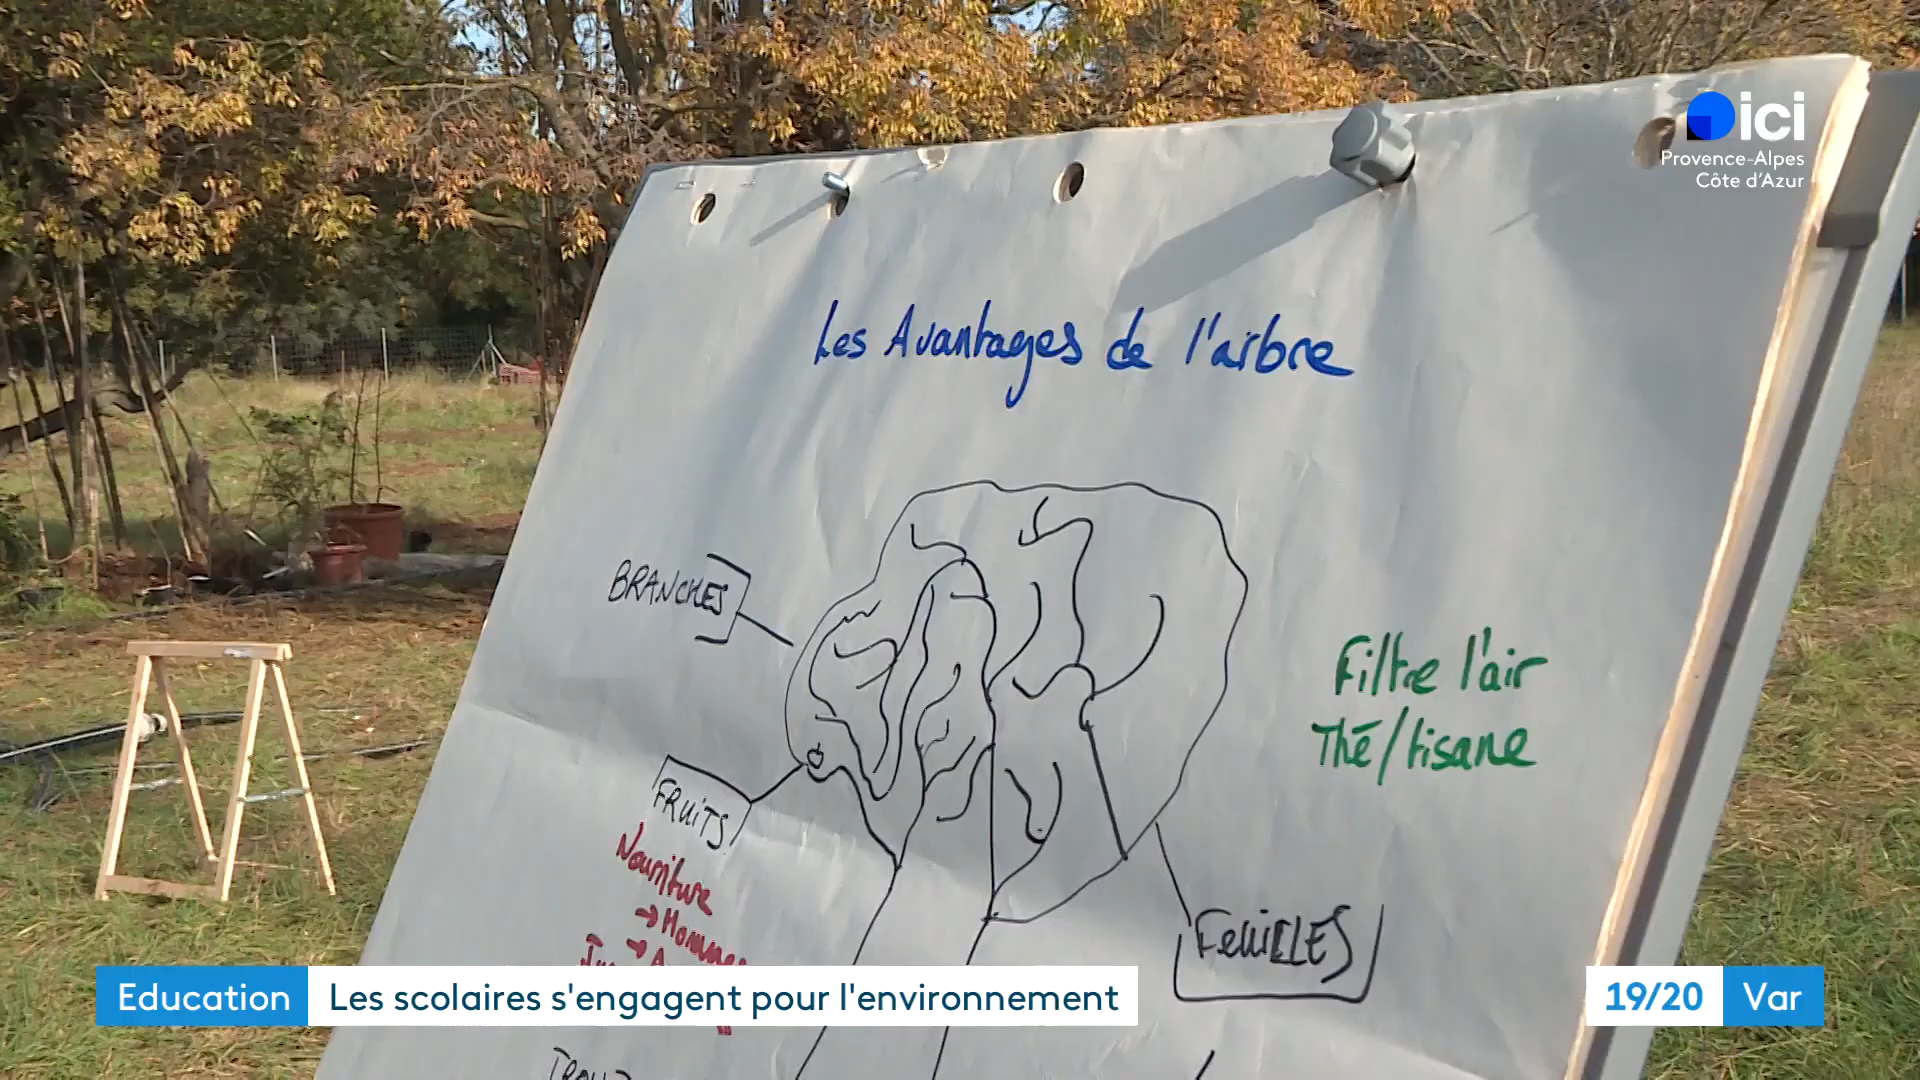 ici
Provence-Alpes
Côte d'Azur
Les Avantages de l'arbre
BRANCHES
Filtre l'air
Thé/tisane
FRUITS
Nourriture
→ Hommes
→
FEUILLES
Education
Les scolaires s'engagent pour l'environnement
19/20
Var